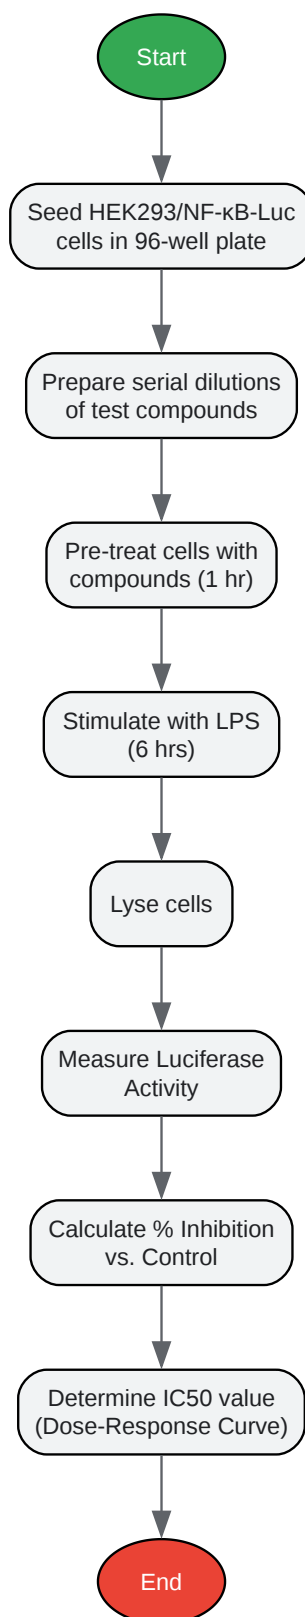 Start
Seed HEK293/NF-κB-Luc
cells in 96-well plate
Prepare serial dilutions
of test compounds
Pre-treat cells with
compounds (1 hr)
Stimulate with LPS
(6 hrs)
Lyse cells
Measure Luciferase
Activity
Calculate % Inhibition
vs. Control
Determine IC50 value
(Dose-Response Curve)
End